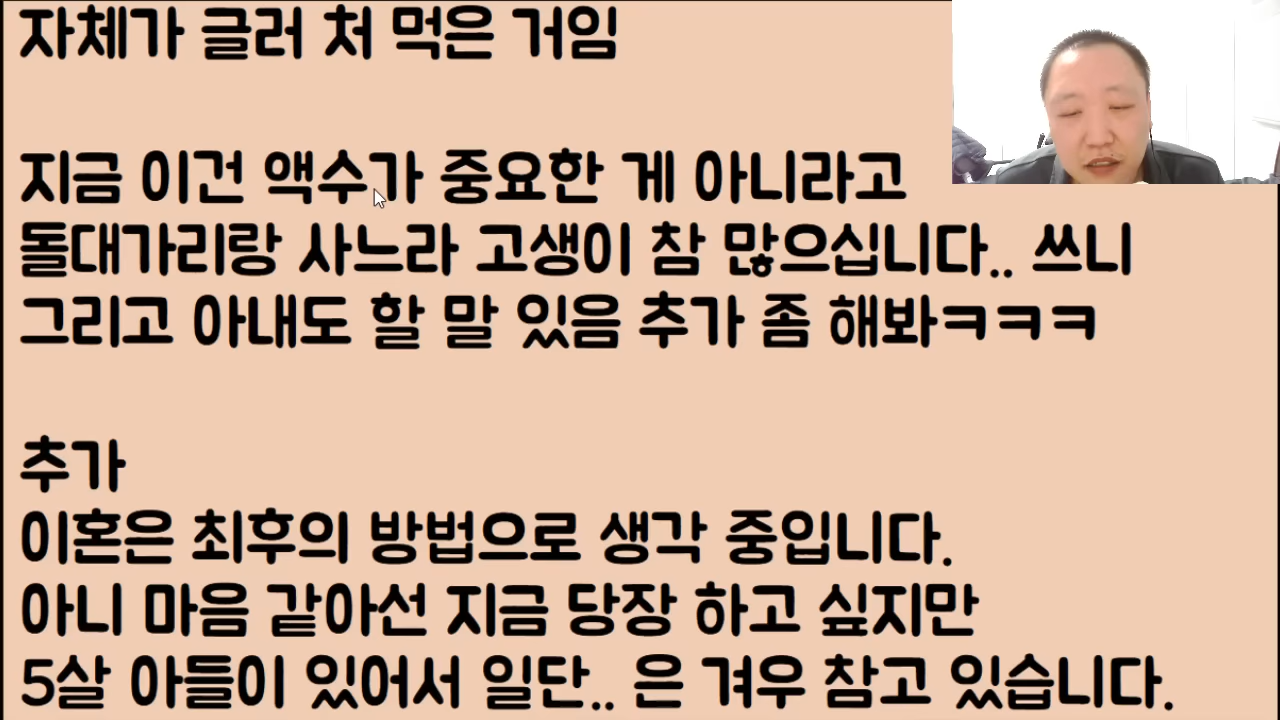 자체가 글러 쳐 먹은 거임
지금 이건 액수가 중요한 게 아니라고
돌대가리랑 사느라 고생이 참 많으십니다.. 쓰니
그리고 아내도 할 말 있음 추가 좀 해봐ㅋㅋㅋ
추가
이혼은 최후의 방법으로 생각 중입니다.
아니 마음 같아선 지금 당장 하고 싶지만
5살 아들이 있어서 일단.. 은 겨우 참고 있습니다.